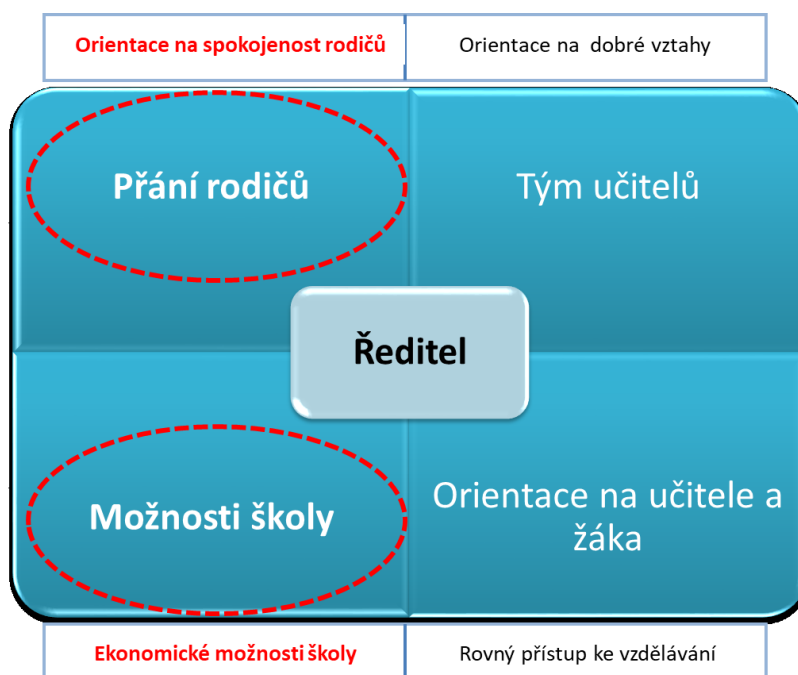 Orientace na spokojenost rodičů
Orientace na  dobré vztahy
Přání rodičů
Tým učitelů
Ředitel
Možnosti školy
Orientace na učitele a
žáka
Ekonomické možnosti školy
Rovný přístup ke vzdělávání